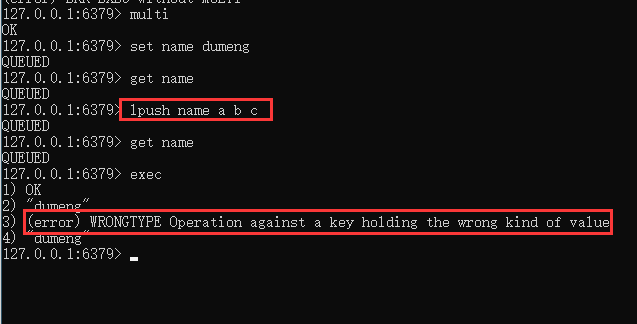 127.0.0.1:6379> multi
OK
127.0.0.1:6379> set name dumeng
QUEUED
127.0.0.1:6379> get name
QUEUED
127.0.0.1:6379> lpush name a b c
QUEUED
127.0.0.1:6379> get name
QUEUED
127.0.0.1:6379> exec
1) OK
2) "dumeng"
3) (error) WRONGTYPE Operation against a key holding the wrong kind of value
4) "dumeng"
127.0.0.1:6379>